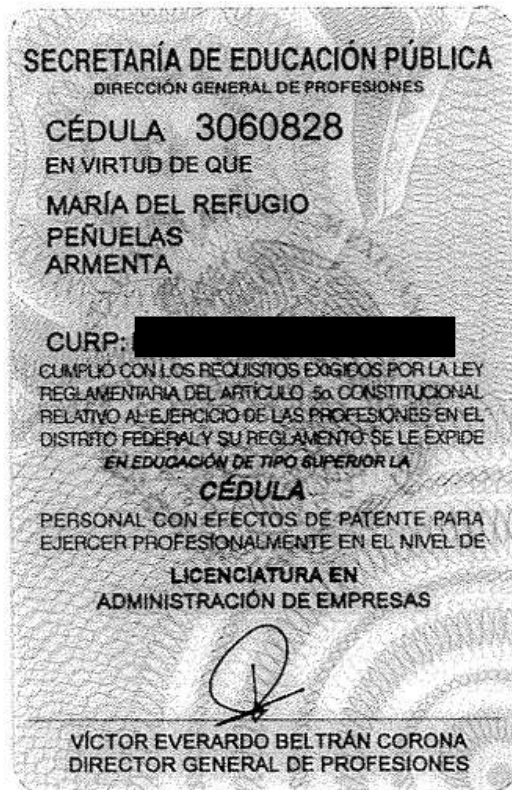 SECRETARÍA DE EDUCACIÓN PÚBLICA
DIRECCIÓN GENERAL DE PROFESIONES
CÉDULA 3060828
EN VIRTUD DE QUE
MARÍA DEL REFUGIO
PEÑUELAS
ARMENTA
CURP:
CUMPLIÓ CON LOS REQUISITOS EXIGIDOS POR LA LEY
REGLAMENTARIA DEL ARTÍCULO 5o. CONSTITUCIONAL
RELATIVO AL EJERCICIO DE LAS PROFESIONES EN EL
DISTRITO FEDERAL Y SU REGLAMENTO SE LE EXPIDE
EN EDUCACIÓN DE TIPO SUPERIOR LA
CÉDULA
PERSONAL CON EFECTOS DE PATENTE PARA
EJERCER PROFESIONALMENTE EN EL NIVEL DE
LICENCIATURA EN
ADMINISTRACIÓN DE EMPRESAS
VÍCTOR EVERARDO BELTRÁN CORONA
DIRECTOR GENERAL DE PROFESIONES